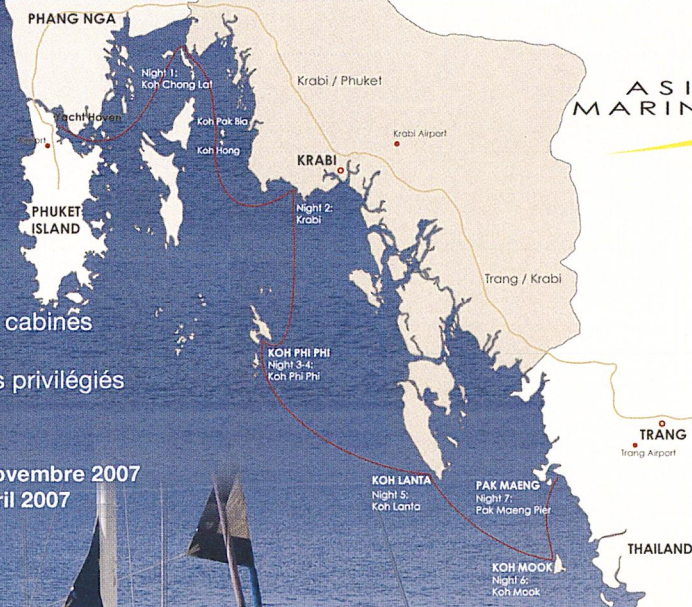 PHANG NGA
Night 1:
Koh Chong Lat
Krabi / Phuket
ASI
MARIN
Yacht Haven
Koh Pak Bia
Krabi Airport
Koh Hong
KRABI
PHUKET
ISLAND
Night 2:
Krabi
Trang / Krabi
cabines
KOH PHI PHI
Night 3-4:
Koh Phi Phi
s privilégiés
TRANG
Trang Airport
ovembre 2007
ril 2007
KOH LANTA
Night 5:
Koh Lanta
PAK MAENG
Night 7:
Pak Maeng Pier
THAILAND
KOH MOOK
Night 6:
Koh Mook